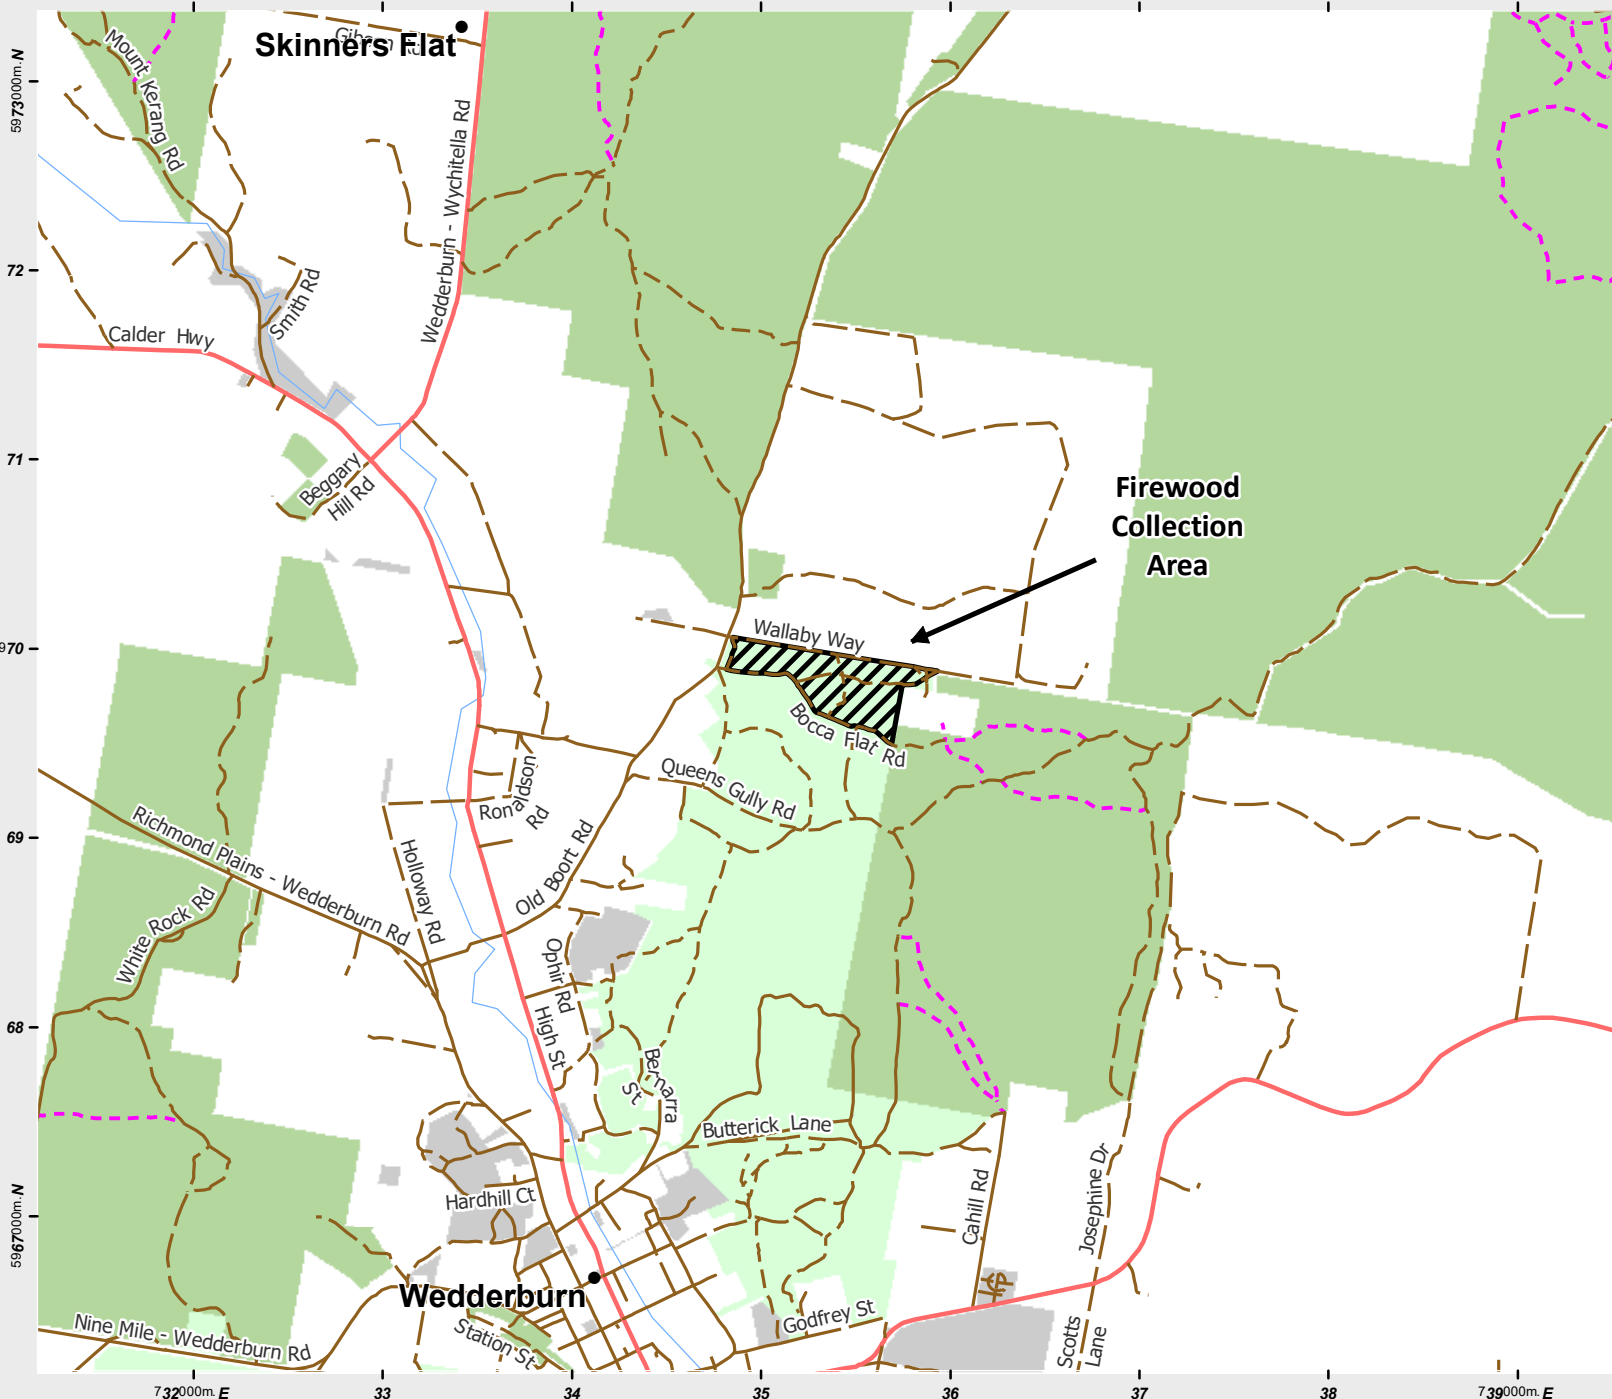 Skinners Flat
Mount Kerang Rd
5973000m.N
Wedderburn - Wychitella Rd
72
Smith Rd
Calder Hwy
71
Beggary
Hill Rd
Firewood
Collection
Area
970
Wallaby Way
Bocca Flat Rd
Queens Gully Rd
Ronaldson
Rd
69
Richmond Plains - Wedderburn Rd
Holloway Rd
Old Boort Rd
White Rock Rd
Ophir Rd
High St
68
Bernarra
St
Butterick Lane
Hardhill Ct
Cahill Rd
Josephine Dr
5967000m.N
Wedderburn
Nine Mile - Wedderburn Rd
Station St
Godfrey St
Scotts
Lane
732000m. E
33
34
35
36
37
38
739000m. E